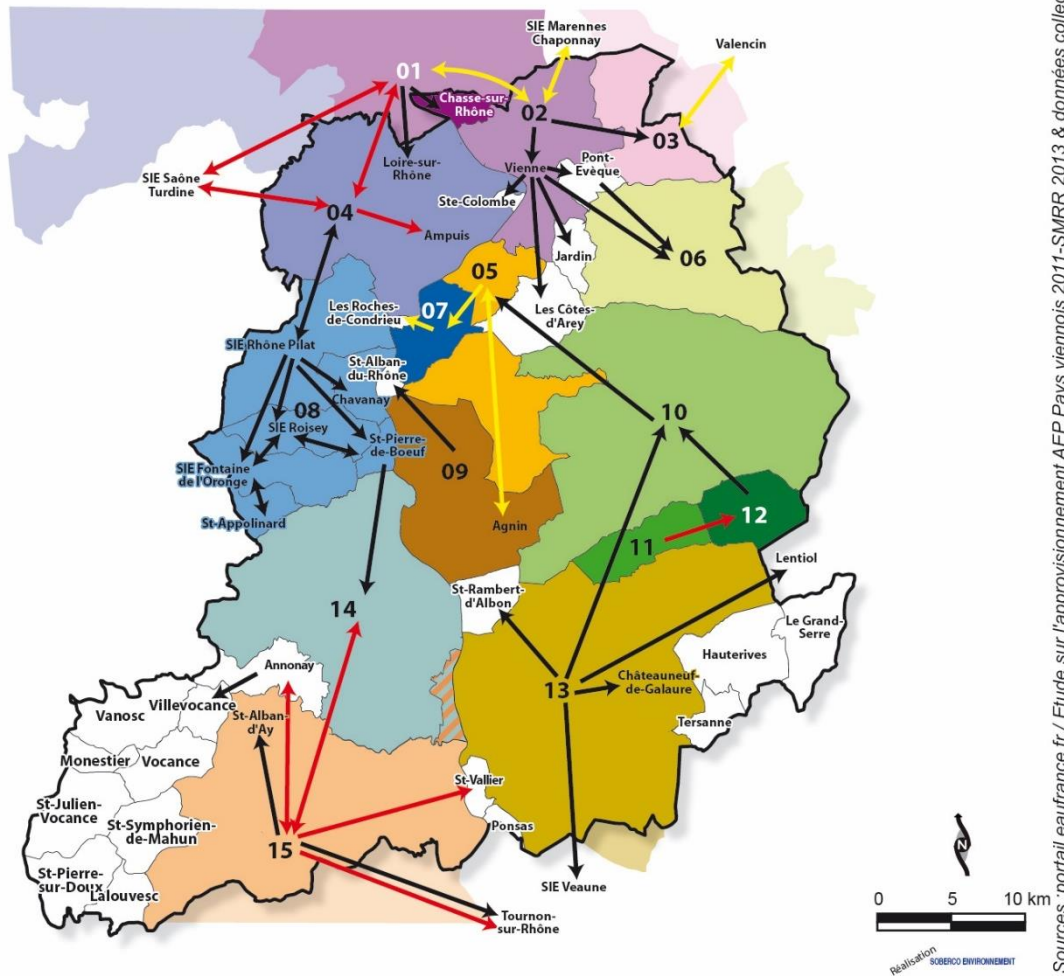 SIE Marennes
Chaponnay
Valencin
01
Chasse-sur-
Rhône
02
03
Loire-sur-
Rhône
Vienne
Pont-
Evèque
SIE Saône
Turdine
Ste-Colombe
04
Ampuis
Jardin
06
05
Les Roches-
de-Condrieu
07
Les Côtes-
d'Arey
SIE Rhône Pilat
St-Alban-
du-Rhône
Chavanay
08
SIE Roisey
St-Pierre-
de-Boeuf
10
SIE Fontaine
de l'Oronge
09
St-Appolinard
Agnin
12
11
Lentiol
St-Rambert-
d'Albon
14
Le Grand-
Serre
Hauterives
Annonay
Châteauneuf-
de-Galaure
13
Villevocance
Vanosc
St-Alban-
d'Ay
Tersanne
Monestier
Vocance
St-Vallier
St-Julien-
Vocance
St-Symphorien-
de-Mahun
Ponsas
15
St-Pierre-
sur-Doux
Lalouvesc
SIE Veaune
Tournon-
sur-Rhône
N
0 5 10 km
Réalisation SOBERCO ENVIRONNEMENT
Sources :portail eaufrance.fr / Etude sur l'approvisionnement AEP Pays viennois 2011-SMRR 2013 & données collec